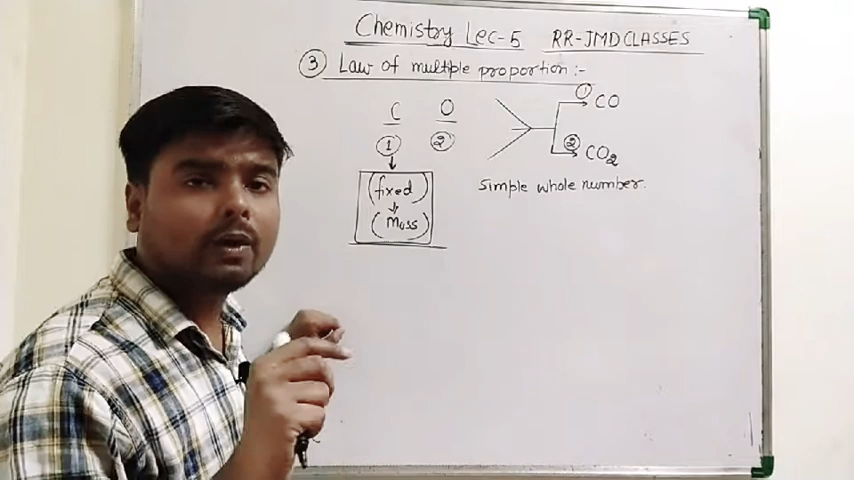 Chemistry Lec-5 RR-JMD CLASSES
③ Law of multiple proportion :-
C O
① ②
① CO
② CO₂
(fixed)
(Mass)
simple whole number.